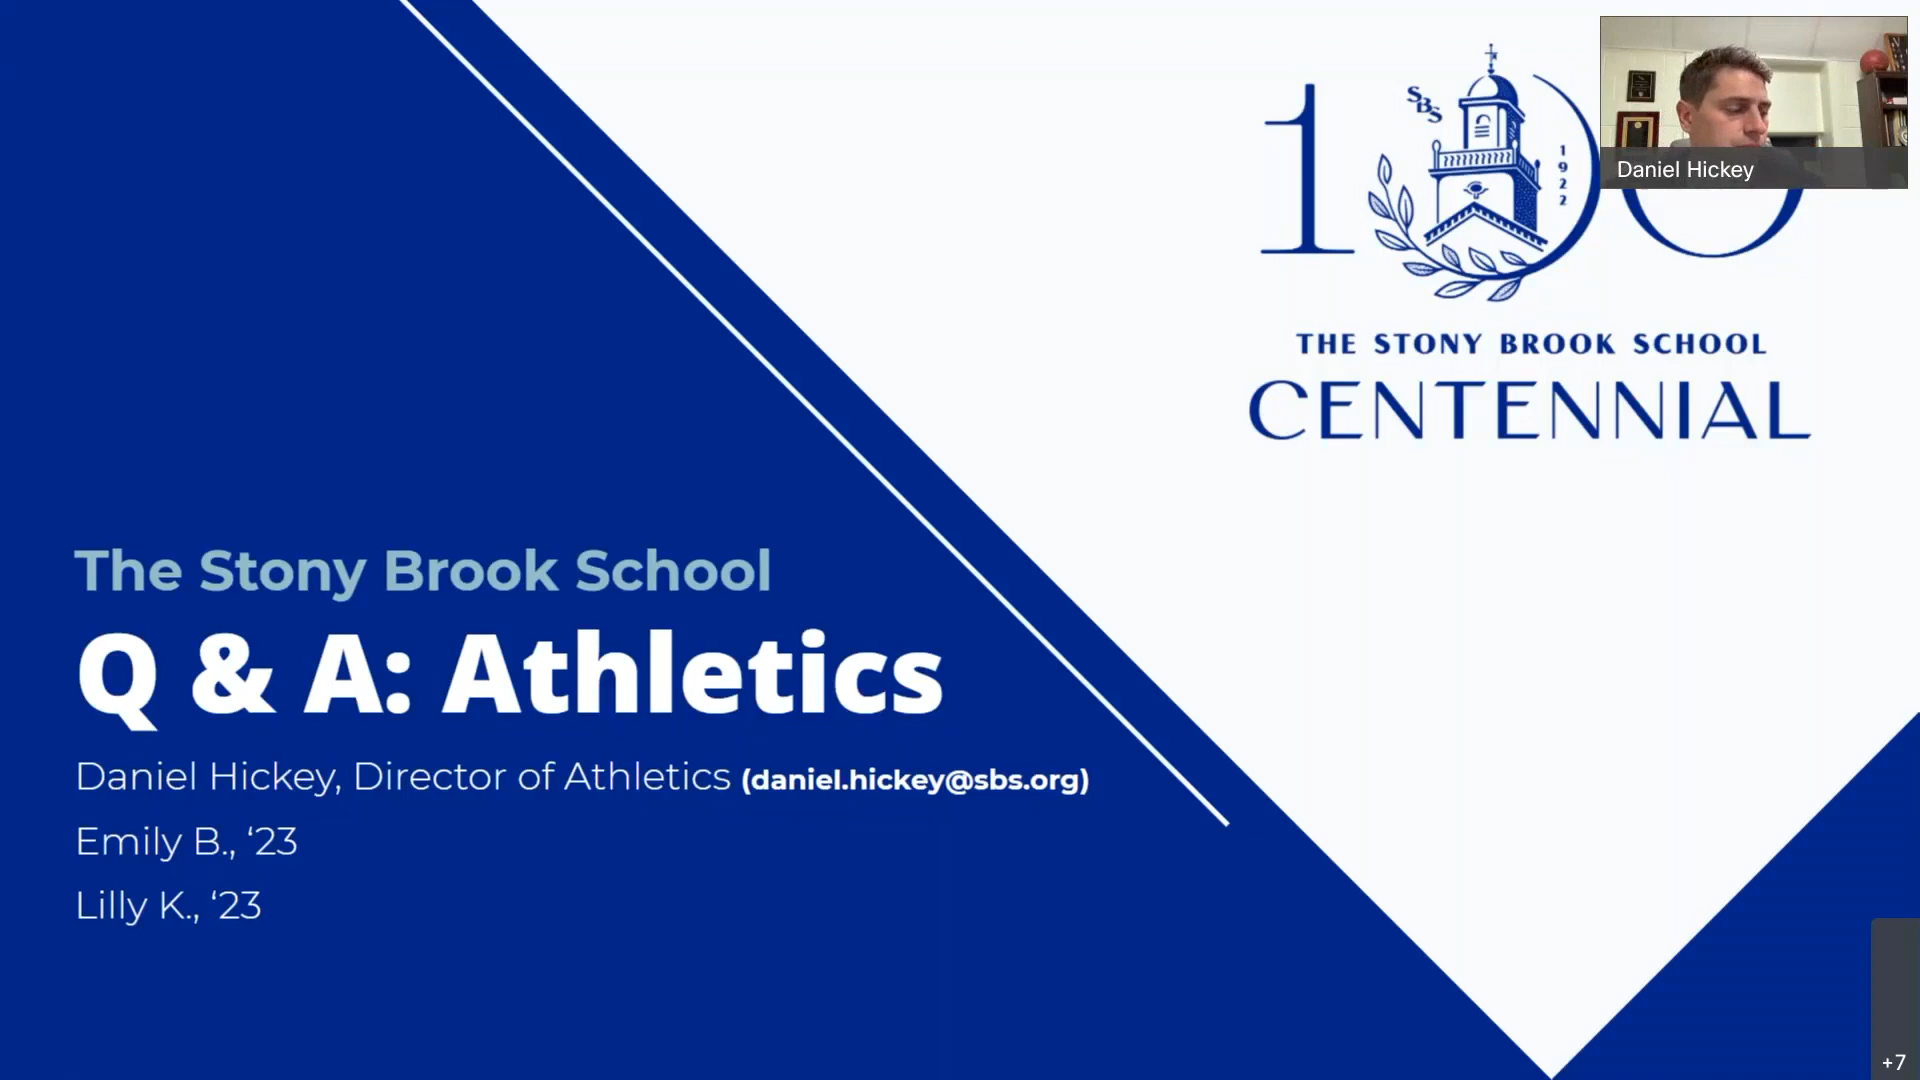 100
SBS
1922
Daniel Hickey
THE STONY BROOK SCHOOL
CENTENNIAL
The Stony Brook School
Q & A: Athletics
Daniel Hickey, Director of Athletics (daniel.hickey@sbs.org)
Emily B., ‘23
Lilly K., ‘23
+7